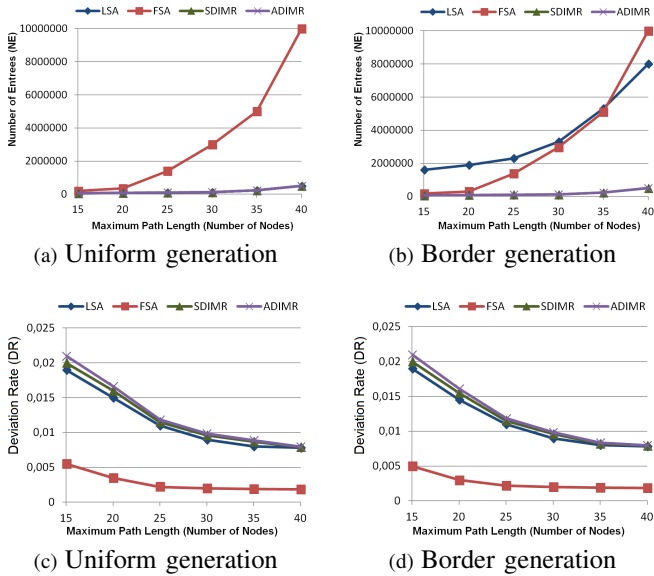 LSA FSA SDIMR ADIMR
Number of Entrees (NE)
10000000
8000000
6000000
4000000
2000000
0
15 20 25 30 35 40
Maximum Path Length (Number of Nodes)
(a) Uniform generation
LSA FSA SDIMR ADIMR
Number of Entrees (NE)
10000000
8000000
6000000
4000000
2000000
0
15 20 25 30 35 40
Maximum Path Length (Number of Nodes)
(b) Border generation
LSA FSA SDIMR ADIMR
Deviation Rate (DR)
0,025
0,02
0,015
0,01
0,005
0
15 20 25 30 35 40
Maximum Path Length (Number of Nodes)
(c) Uniform generation
LSA FSA SDIMR ADIMR
Deviation Rate (DR)
0,025
0,02
0,015
0,01
0,005
0
15 20 25 30 35 40
Maximum Path Length (Number of Nodes)
(d) Border generation